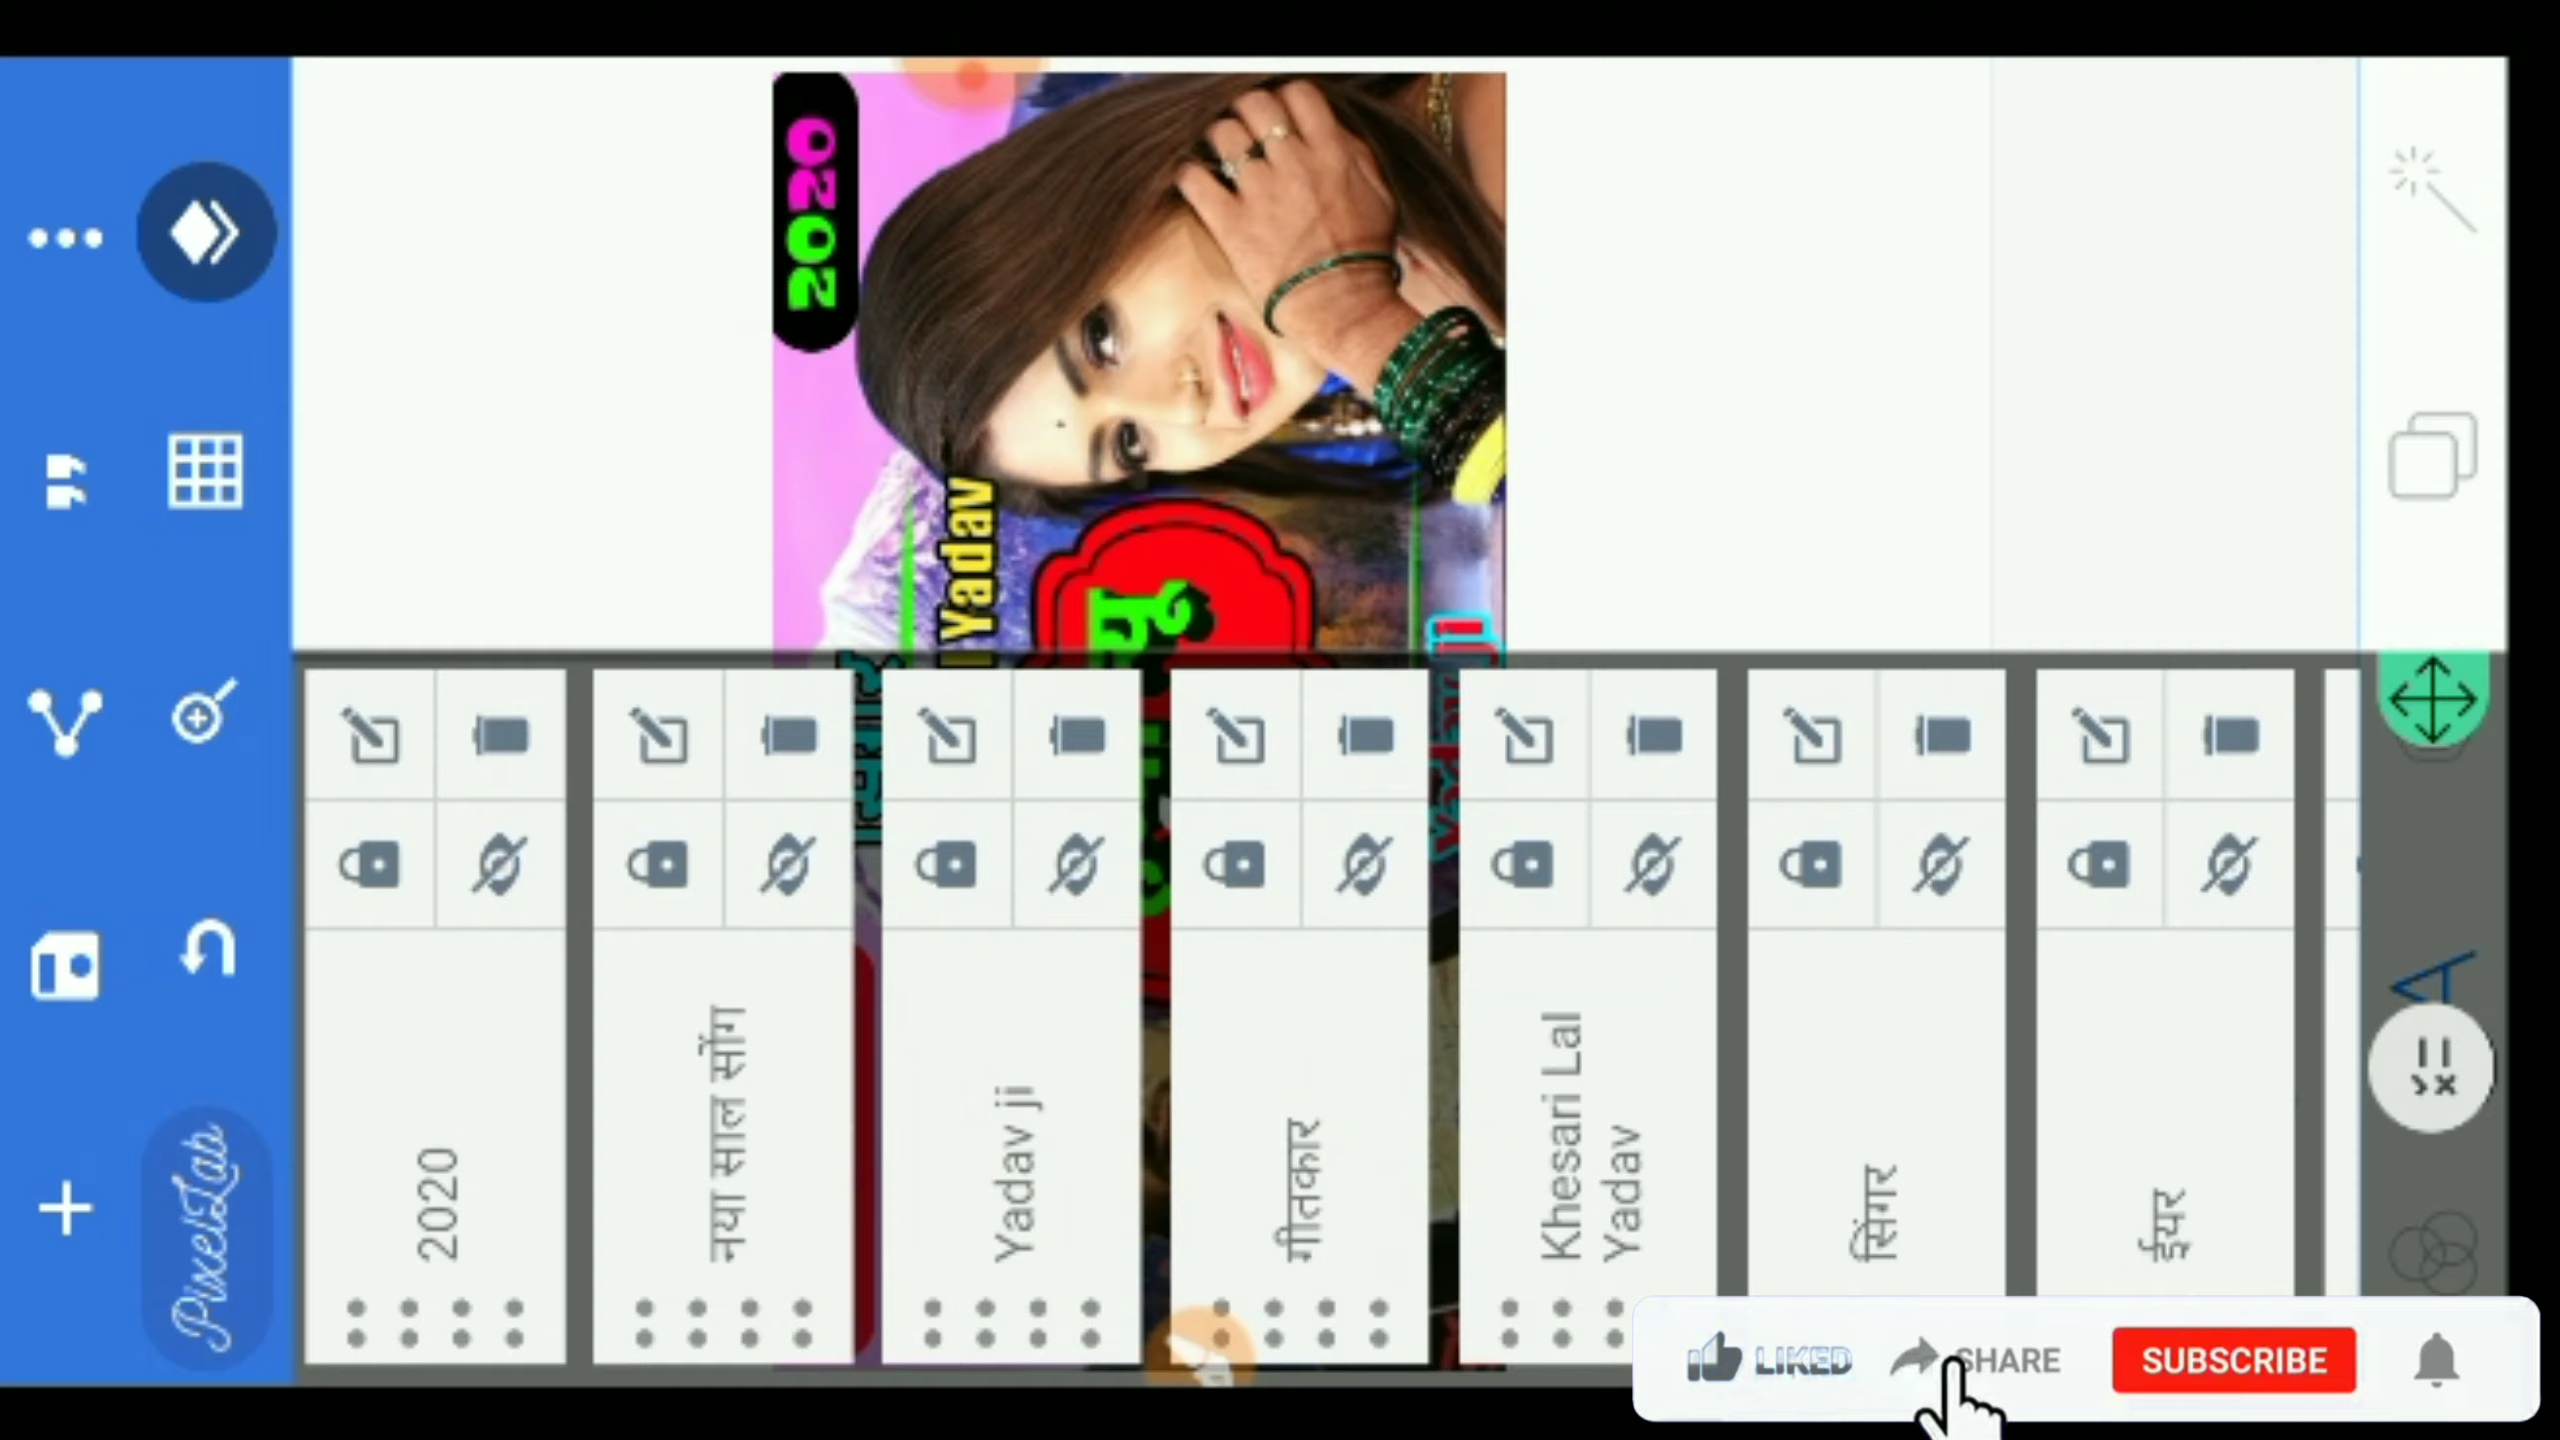 PixelLab
2020
Yadav
2020
नया साल सोंग
Yadav ji
गीतकार
Khesari Lal
Yadav
सिंगर
ईयर
LIKED
SHARE
SUBSCRIBE